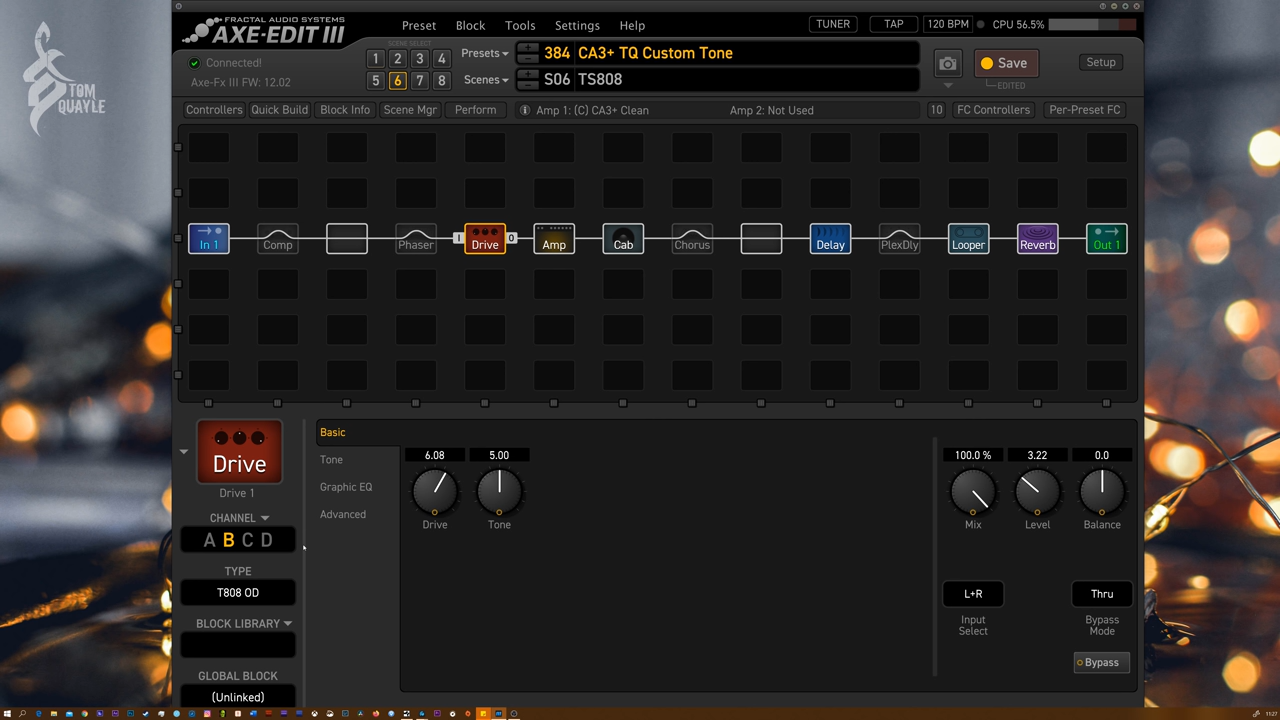 TOM
QUAYLE
FRACTAL AUDIO SYSTEMS
AXE-EDIT III
Preset Block Tools Settings Help
TUNER TAP 120 BPM CPU 56.5%
Connected!
Axe-Fx III FW: 12.02
SCENE SELECT
1 2 3 4
5 6 7 8
Presets + - 384 CA3+ TQ Custom Tone
Scenes + - S06 TS808
Save
EDITED
Setup
Controllers Quick Build Block Info Scene Mgr Perform
Amp 1: (C) CA3+ Clean Amp 2: Not Used
10 FC Controllers Per-Preset FC
In 1 Comp Phaser I Drive O Amp Cab Chorus Delay PlexDly Looper Reverb Out 1
Drive
Drive 1
CHANNEL
A B C D
TYPE
T808 OD
BLOCK LIBRARY
GLOBAL BLOCK
(Unlinked)
Basic
Tone
Graphic EQ
Advanced
6.08 5.00
Drive Tone
100.0 % 3.22 0.0
Mix Level Balance
L+R Thru
Input Select
Bypass Mode
Bypass
11:27